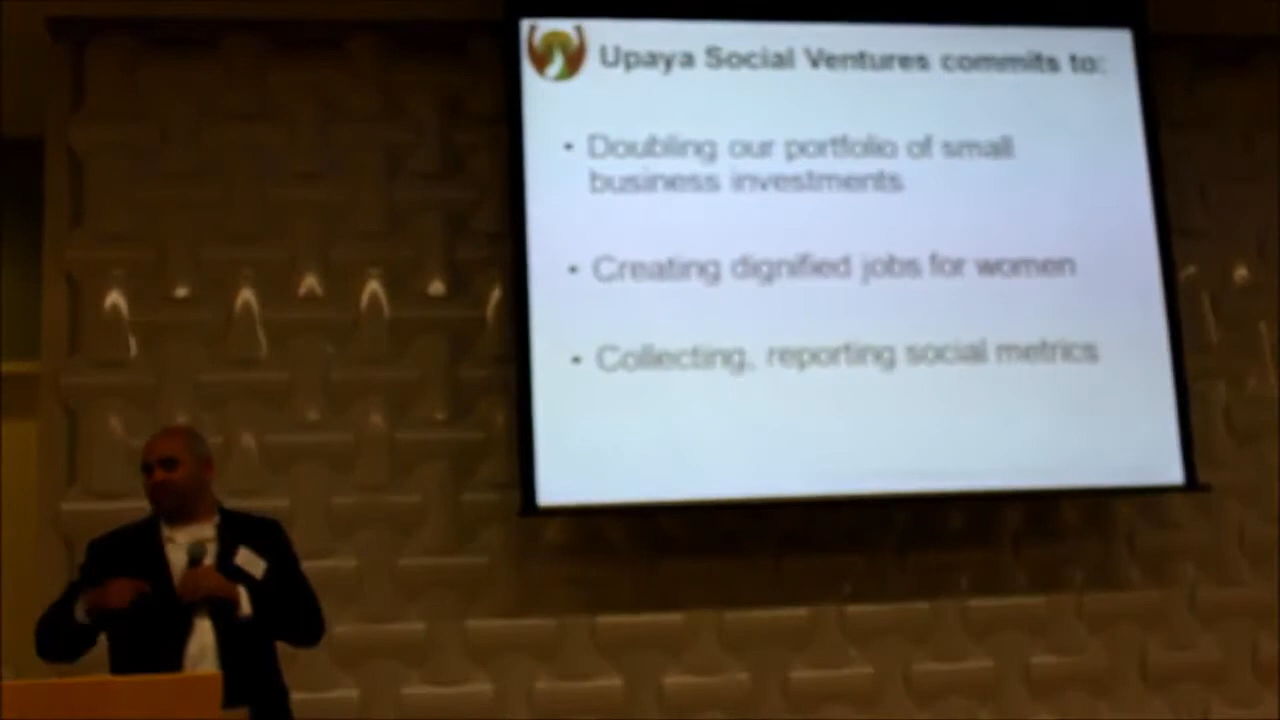 Upaya Social Ventures commits to:
• Doubling our portfolio of small
business investments
• Creating dignified jobs for women
• Collecting, reporting social metrics